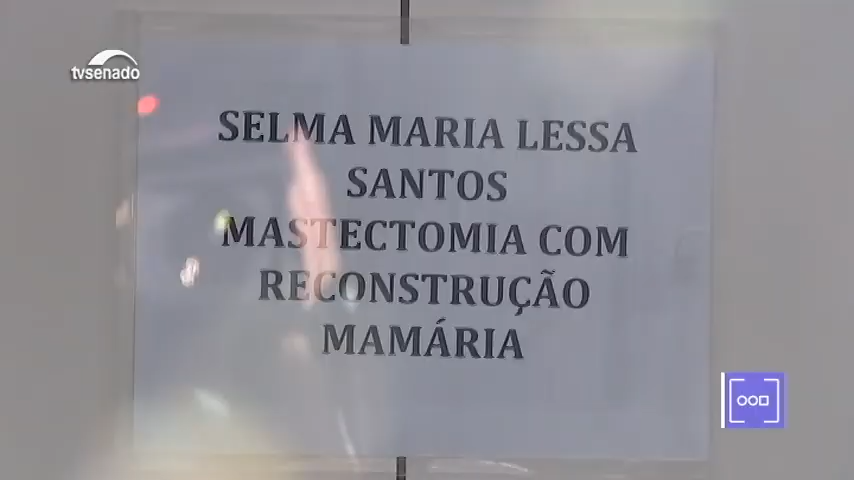 tvsenado
SELMA MARIA LESSA
SANTOS
MASTECTOMIA COM
RECONSTRUÇÃO
MAMÁRIA